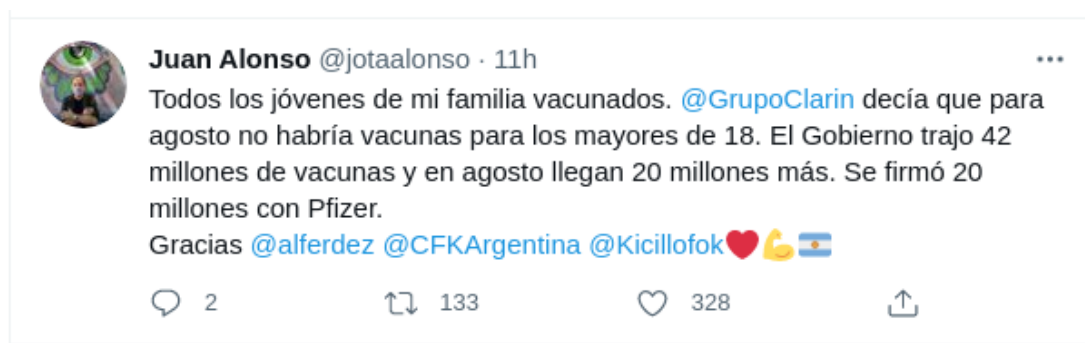 Juan Alonso @jotaalonso · 11h
Todos los jóvenes de mi familia vacunados. @GrupoClarin decía que para
agosto no habría vacunas para los mayores de 18. El Gobierno trajo 42
millones de vacunas y en agosto llegan 20 millones más. Se firmó 20
millones con Pfizer.
Gracias @alferdez @CFKArgentina @Kicillofok❤️💪🇦🇷
2 133 328